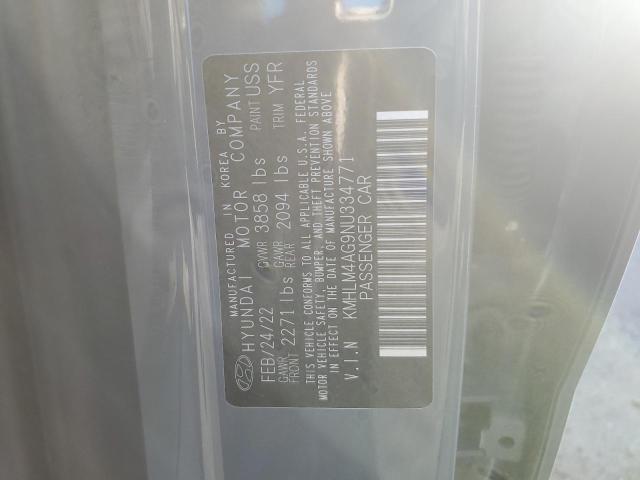 MANUFACTURED IN KOREA BY
HYUNDAI MOTOR COMPANY
FEB/24/22 GVWR 3858 lbs PAINT USS
GAWR FRONT 2271 lbs GAWR REAR 2094 lbs TRIM YFR
THIS VEHICLE CONFORMS TO ALL APPLICABLE U.S.A. FEDERAL
MOTOR VEHICLE SAFETY, BUMPER, AND THEFT PREVENTION STANDARDS
IN EFFECT ON THE DATE OF MANUFACTURE SHOWN ABOVE
V.I.N KMHLM4AG9NU334771
PASSENGER CAR